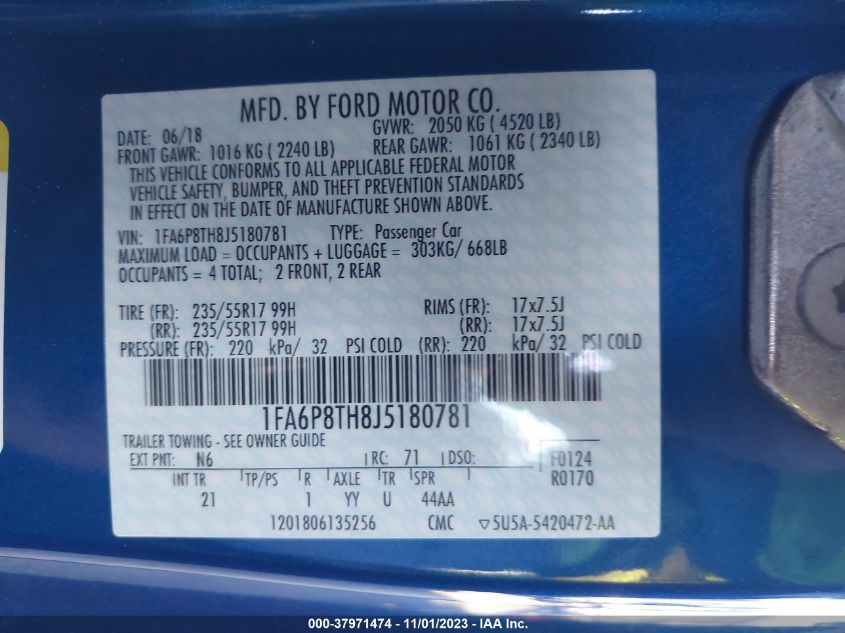 MFD. BY FORD MOTOR CO.
DATE: 06/18 GVWR: 2050 KG ( 4520 LB)
FRONT GAWR: 1016 KG ( 2240 LB) REAR GAWR: 1061 KG ( 2340 LB)
THIS VEHICLE CONFORMS TO ALL APPLICABLE FEDERAL MOTOR
VEHICLE SAFETY, BUMPER, AND THEFT PREVENTION STANDARDS
IN EFFECT ON THE DATE OF MANUFACTURE SHOWN ABOVE.
VIN: 1FA6P8TH8J5180781 TYPE: Passenger Car
MAXIMUM LOAD = OCCUPANTS + LUGGAGE = 303KG/ 668LB
OCCUPANTS = 4 TOTAL; 2 FRONT, 2 REAR
TIRE (FR): 235/55R17 99H RIMS (FR): 17x7.5J
(RR): 235/55R17 99H (RR): 17x7.5J
PRESSURE (FR): 220 kPa/ 32 PSI COLD (RR): 220 kPa/ 32 PSI COLD
1FA6P8TH8J5180781
TRAILER TOWING - SEE OWNER GUIDE
EXT PNT: N6 RC: 71 DSO: F0124
INT TR TP/PS R AXLE TR SPR R0170
21 1 YY U 44AA
1201806135256 CMC ▽5U5A-5420472-AA
000-37971474 - 11/01/2023 - IAA Inc.